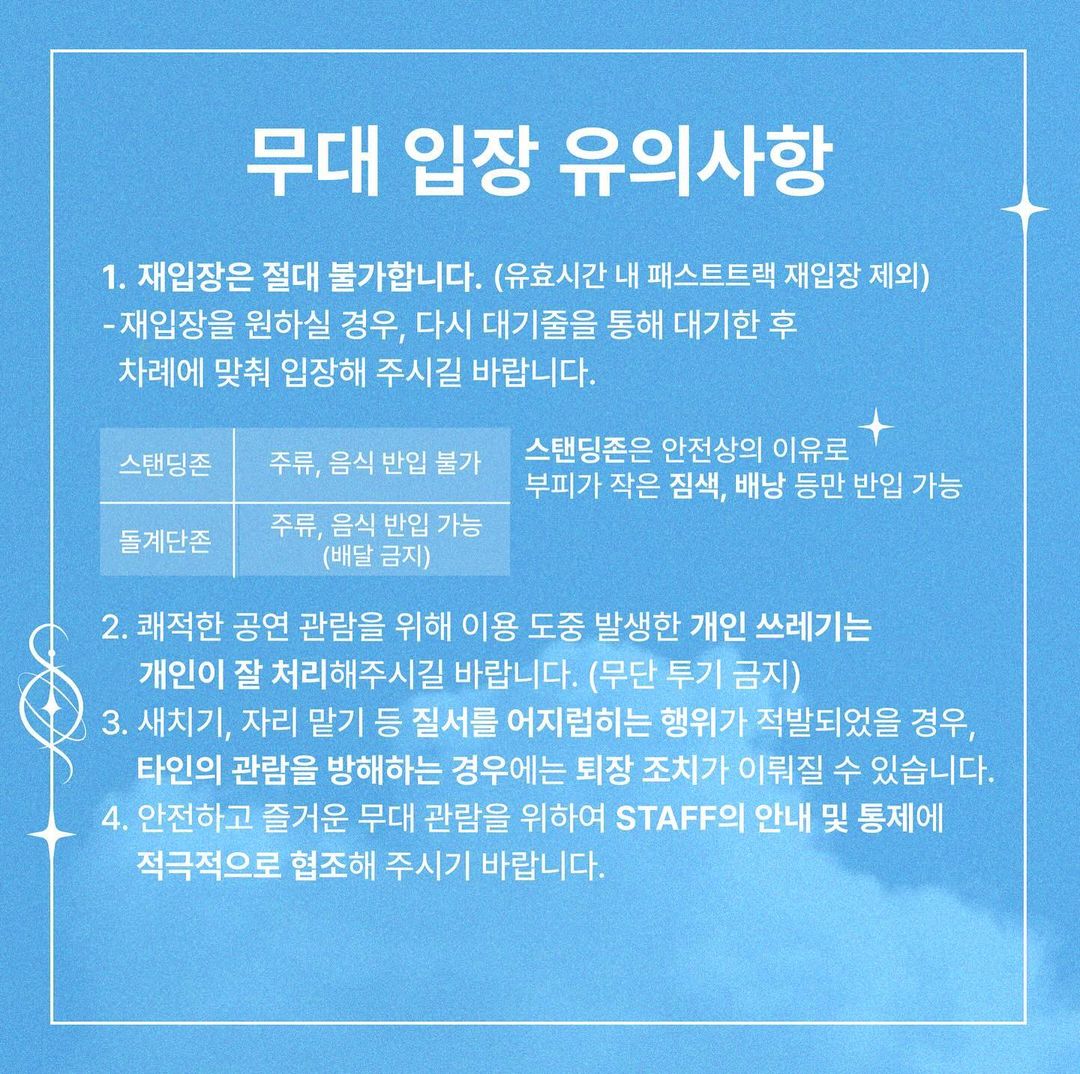 무대 입장 유의사항
1. 재입장은 절대 불가합니다. (유효시간 내 패스트트랙 재입장 제외)
- 재입장을 원하실 경우, 다시 대기줄을 통해 대기한 후
차례에 맞춰 입장해 주시길 바랍니다.
스탠딩존 주류, 음식 반입 불가
돌계단존 주류, 음식 반입 가능
(배달 금지)
스탠딩존은 안전상의 이유로
부피가 작은 짐색, 배낭 등만 반입 가능
2. 쾌적한 공연 관람을 위해 이용 도중 발생한 개인 쓰레기는
개인이 잘 처리해주시길 바랍니다. (무단 투기 금지)
3. 새치기, 자리 맡기 등 질서를 어지럽히는 행위가 적발되었을 경우,
타인의 관람을 방해하는 경우에는 퇴장 조치가 이뤄질 수 있습니다.
4. 안전하고 즐거운 무대 관람을 위하여 STAFF의 안내 및 통제에
적극적으로 협조해 주시기 바랍니다.